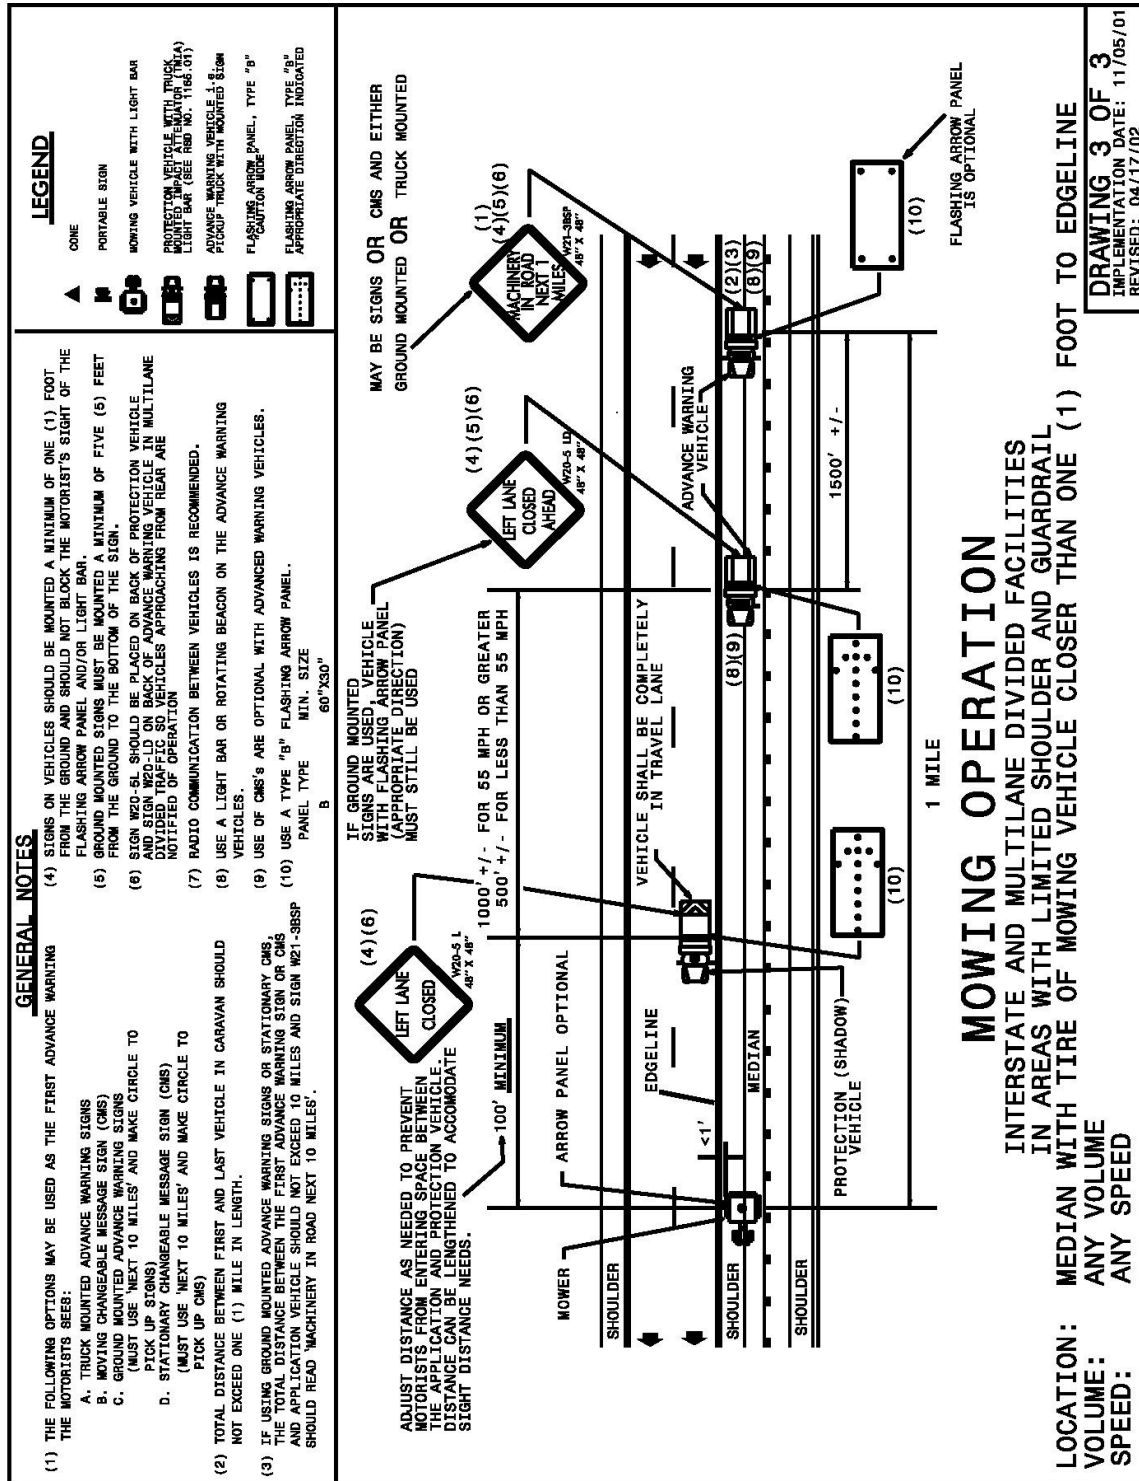 GENERAL NOTES
(1) THE FOLLOWING OPTIONS MAY BE USED AS THE FIRST ADVANCE WARNING
THE MOTORISTS SEES:
A. TRUCK MOUNTED ADVANCE WARNING SIGNS
B. MOVING CHANGEABLE MESSAGE SIGN (CMS)
C. GROUND MOUNTED ADVANCE WARNING SIGNS
(MUST USE 'NEXT 10 MILES' AND MAKE CIRCLE TO
PICK UP SIGNS)
D. STATIONARY CHANGEABLE MESSAGE SIGN (CMS)
(MUST USE 'NEXT 10 MILES' AND MAKE CIRCLE TO
PICK UP CMS)
(2) TOTAL DISTANCE BETWEEN FIRST AND LAST VEHICLE IN CARAVAN SHOULD
NOT EXCEED ONE (1) MILE IN LENGTH.
(3) IF USING GROUND MOUNTED ADVANCE WARNING SIGNS OR STATIONARY CMS,
THE TOTAL DISTANCE BETWEEN THE FIRST ADVANCE WARNING SIGN OR CMS
AND APPLICATION VEHICLE SHOULD NOT EXCEED 10 MILES AND SIGN W21-3BSP
SHOULD READ 'MACHINERY IN ROAD NEXT 10 MILES'.
(4) SIGNS ON VEHICLES SHOULD BE MOUNTED A MINIMUM OF ONE (1) FOOT
FROM THE GROUND AND SHOULD NOT BLOCK THE MOTORIST'S SIGHT OF THE
FLASHING ARROW PANEL AND/OR LIGHT BAR.
(5) GROUND MOUNTED SIGNS MUST BE MOUNTED A MINIMUM OF FIVE (5) FEET
FROM THE GROUND TO THE BOTTOM OF THE SIGN.
(6) SIGN W20-5L SHOULD BE PLACED ON BACK OF PROTECTION VEHICLE
AND SIGN W20-LD ON BACK OF ADVANCE WARNING VEHICLE IN MULTILANE
DIVIDED TRAFFIC SO VEHICLES APPROACHING FROM REAR ARE
NOTIFIED OF OPERATION
(7) RADIO COMMUNICATION BETWEEN VEHICLES IS RECOMMENDED.
(8) USE A LIGHT BAR OR ROTATING BEACON ON THE ADVANCE WARNING
VEHICLES.
(9) USE OF CMS's ARE OPTIONAL WITH ADVANCED WARNING VEHICLES.
(10) USE A TYPE "B" FLASHING ARROW PANEL.
PANEL TYPE MIN. SIZE
B 60"X30"
LEGEND
CONE
PORTABLE SIGN
MOWING VEHICLE WITH LIGHT BAR
PROTECTION VEHICLE WITH TRUCK
MOUNTED IMPACT ATTENUATOR (TMIA)
LIGHT BAR (SEE RBD NO. 1166.01)
ADVANCE WARNING VEHICLE i.e.
PICKUP TRUCK WITH MOUNTED SIGN
FLASHING ARROW PANEL, TYPE "B"
"CAUTION MODE"
FLASHING ARROW PANEL, TYPE "B"
APPROPRIATE DIRECTION INDICATED
ADJUST DISTANCE AS NEEDED TO PREVENT
MOTORISTS FROM ENTERING SPACE BETWEEN
THE APPLICATION AND PROTECTION VEHICLE.
DISTANCE CAN BE LENGTHENED TO ACCOMODATE
SIGHT DISTANCE NEEDS.
LEFT LANE
CLOSED
(4)(6)
W20-5 L
48" X 48"
IF GROUND MOUNTED
SIGNS ARE USED, VEHICLE
WITH FLASHING ARROW PANEL
(APPROPRIATE DIRECTION)
MUST STILL BE USED
LEFT LANE
CLOSED
AHEAD
(4)(5)(6)
W20-5 LD
48" X 48"
MAY BE SIGNS OR CMS AND EITHER
GROUND MOUNTED OR TRUCK MOUNTED
MACHINERY
IN ROAD
NEXT 1
MILES
(1)
(4)(5)(6)
W21-3BSP
48" X 48"
100' MINIMUM
1000' +/- FOR 55 MPH OR GREATER
500' +/- FOR LESS THAN 55 MPH
MOWER
ARROW PANEL OPTIONAL
VEHICLE SHALL BE COMPLETELY
IN TRAVEL LANE
ADVANCE WARNING
VEHICLE
SHOULDER
EDGELINE
<1'
SHOULDER
MEDIAN
(8)(9)
(2)(3)
(8)(9)
SHOULDER
PROTECTION (SHADOW)
VEHICLE
1500' +/-
(10)
(10)
(10)
FLASHING ARROW PANEL
IS OPTIONAL
1 MILE
MOWING OPERATION
INTERSTATE AND MULTILANE DIVIDED FACILITIES
IN AREAS WITH LIMITED SHOULDER AND GUARDRAIL
LOCATION: MEDIAN WITH TIRE OF MOWING VEHICLE CLOSER THAN ONE (1) FOOT TO EDGELINE
VOLUME: ANY VOLUME
SPEED: ANY SPEED
DRAWING 3 OF 3
IMPLEMENTATION DATE: 11/05/01
REVISED: 04/17/02